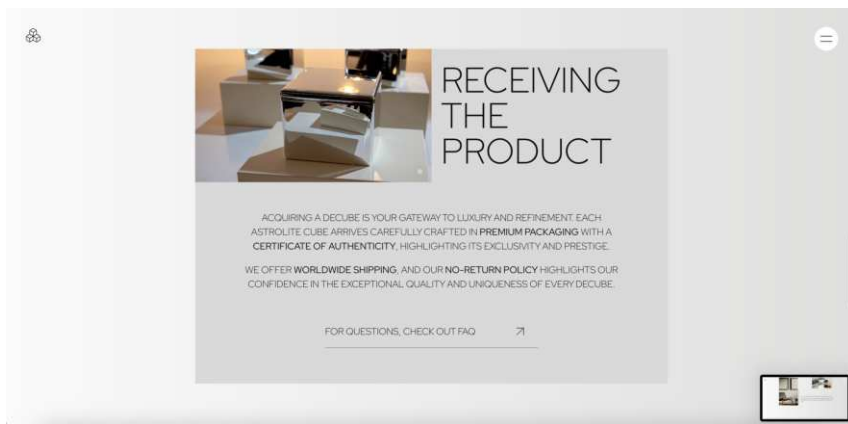 RECEIVING
THE
PRODUCT
ACQUIRING A DECUBE IS YOUR GATEWAY TO LUXURY AND REFINEMENT. EACH
ASTROLITE CUBE ARRIVES CAREFULLY CRAFTED IN PREMIUM PACKAGING WITH A
CERTIFICATE OF AUTHENTICITY, HIGHLIGHTING ITS EXCLUSIVITY AND PRESTIGE.
WE OFFER WORLDWIDE SHIPPING, AND OUR NO-RETURN POLICY HIGHLIGHTS OUR
CONFIDENCE IN THE EXCEPTIONAL QUALITY AND UNIQUENESS OF EVERY DECUBE.
FOR QUESTIONS, CHECK OUT FAQ